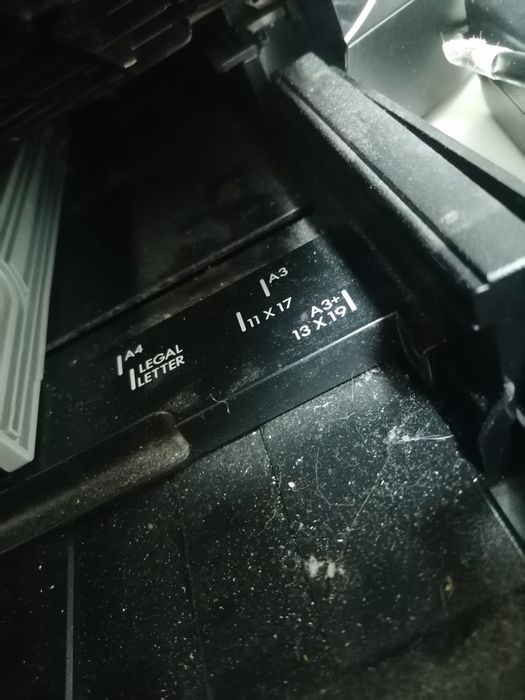 A3
11 X 17
A3+
13 X 19
A4
LEGAL
LETTER